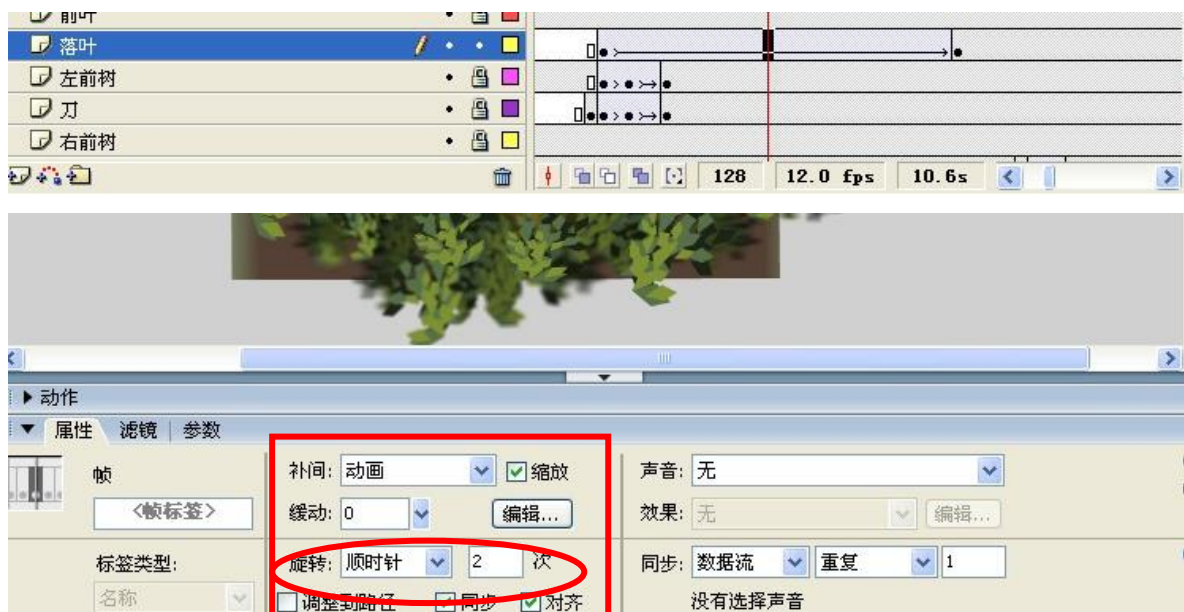 前叶
落叶
左前树
刀
右前树
128 12.0 fps 10.6s
动作
属性 滤镜 参数
帧 补间: 动画 缩放 声音: 无
<帧标签> 缓动: 0 编辑... 效果: 无 编辑...
标签类型: 旋转: 顺时针 2 次 同步: 数据流 重复 1
名称 调整到路径 同步 对齐 没有选择声音